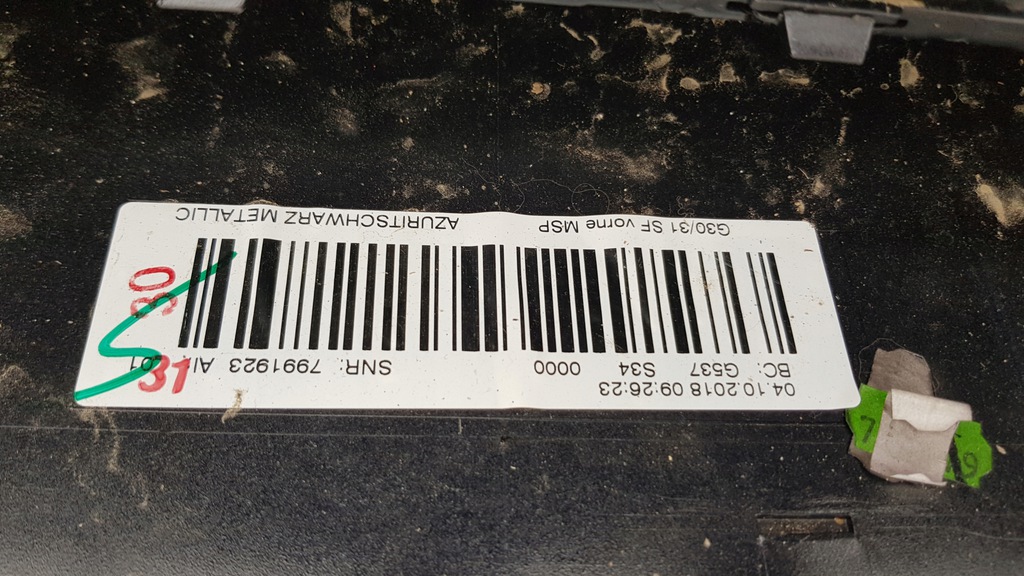 04.10.2018 09:26:23
BC: G537 S34 0000 SNR: 7991923 AI: 01
G30/31 SF vorne MSP AZURITSCHWARZ METALLIC
31
30